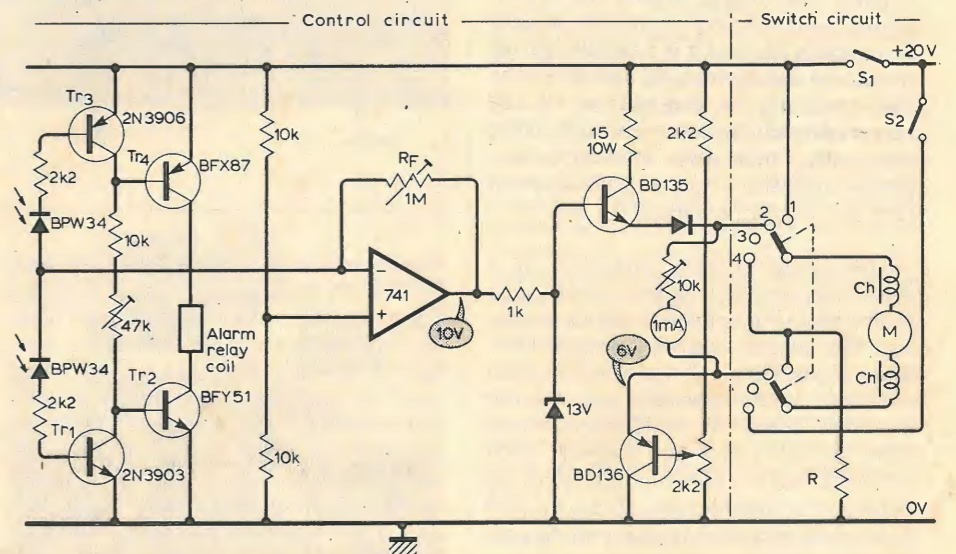 Control circuit
Switch circuit
+20V
S1
S2
Tr3
2N3906
Tr4
BFX87
10k
15
10W
2k2
2k2
RF
1M
BD135
BPW34
10k
2
1
3
4
741
10V
1k
10k
Ch
47k
Alarm
relay
coil
1mA
M
6V
BPW34
Ch
Tr2
2k2
BFY51
13V
Tr1
10k
BD136
2k2
R
2N3903
0V